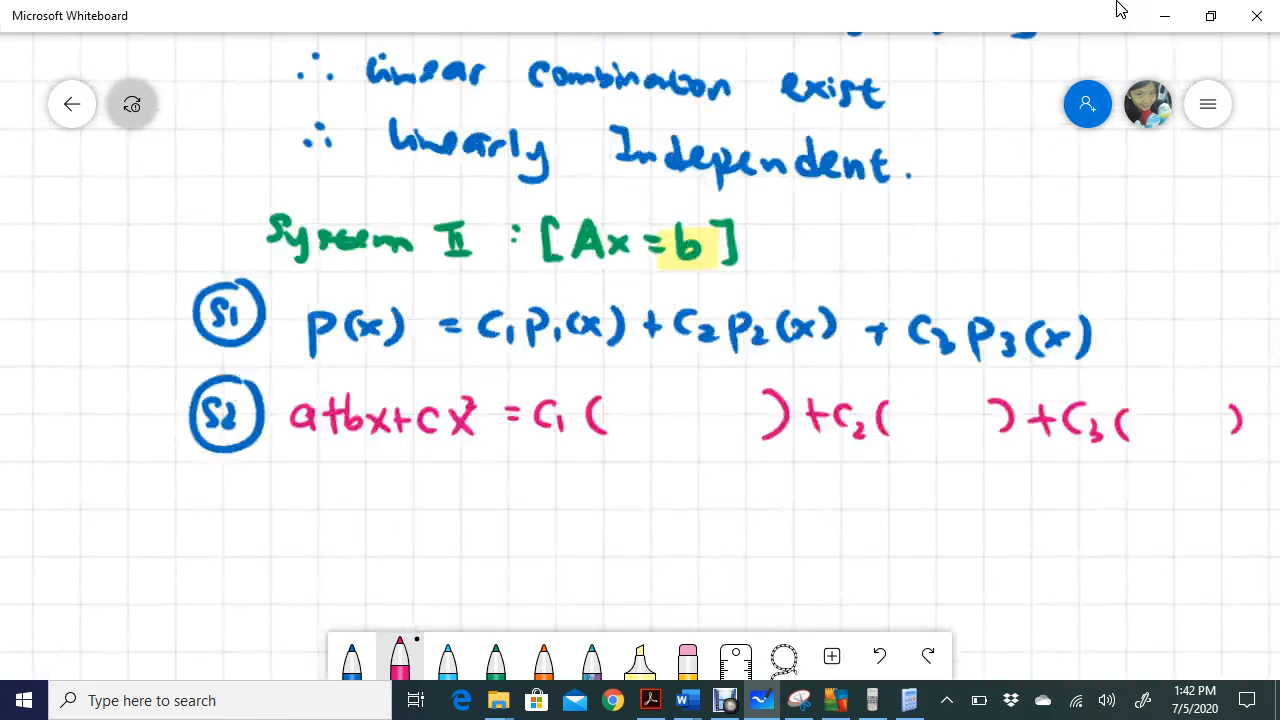 Microsoft Whiteboard
∴ linear combination exist
∴ linearly Independent.
System II : [Ax = b]
S1 p(x) = c₁p₁(x) + c₂p₂(x) + c₃p₃(x)
S2 a+bx+cx² = c₁( ) + c₂( ) + c₃( )
Type here to search
1:42 PM
7/5/2020